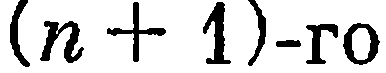 (n + 1)-го